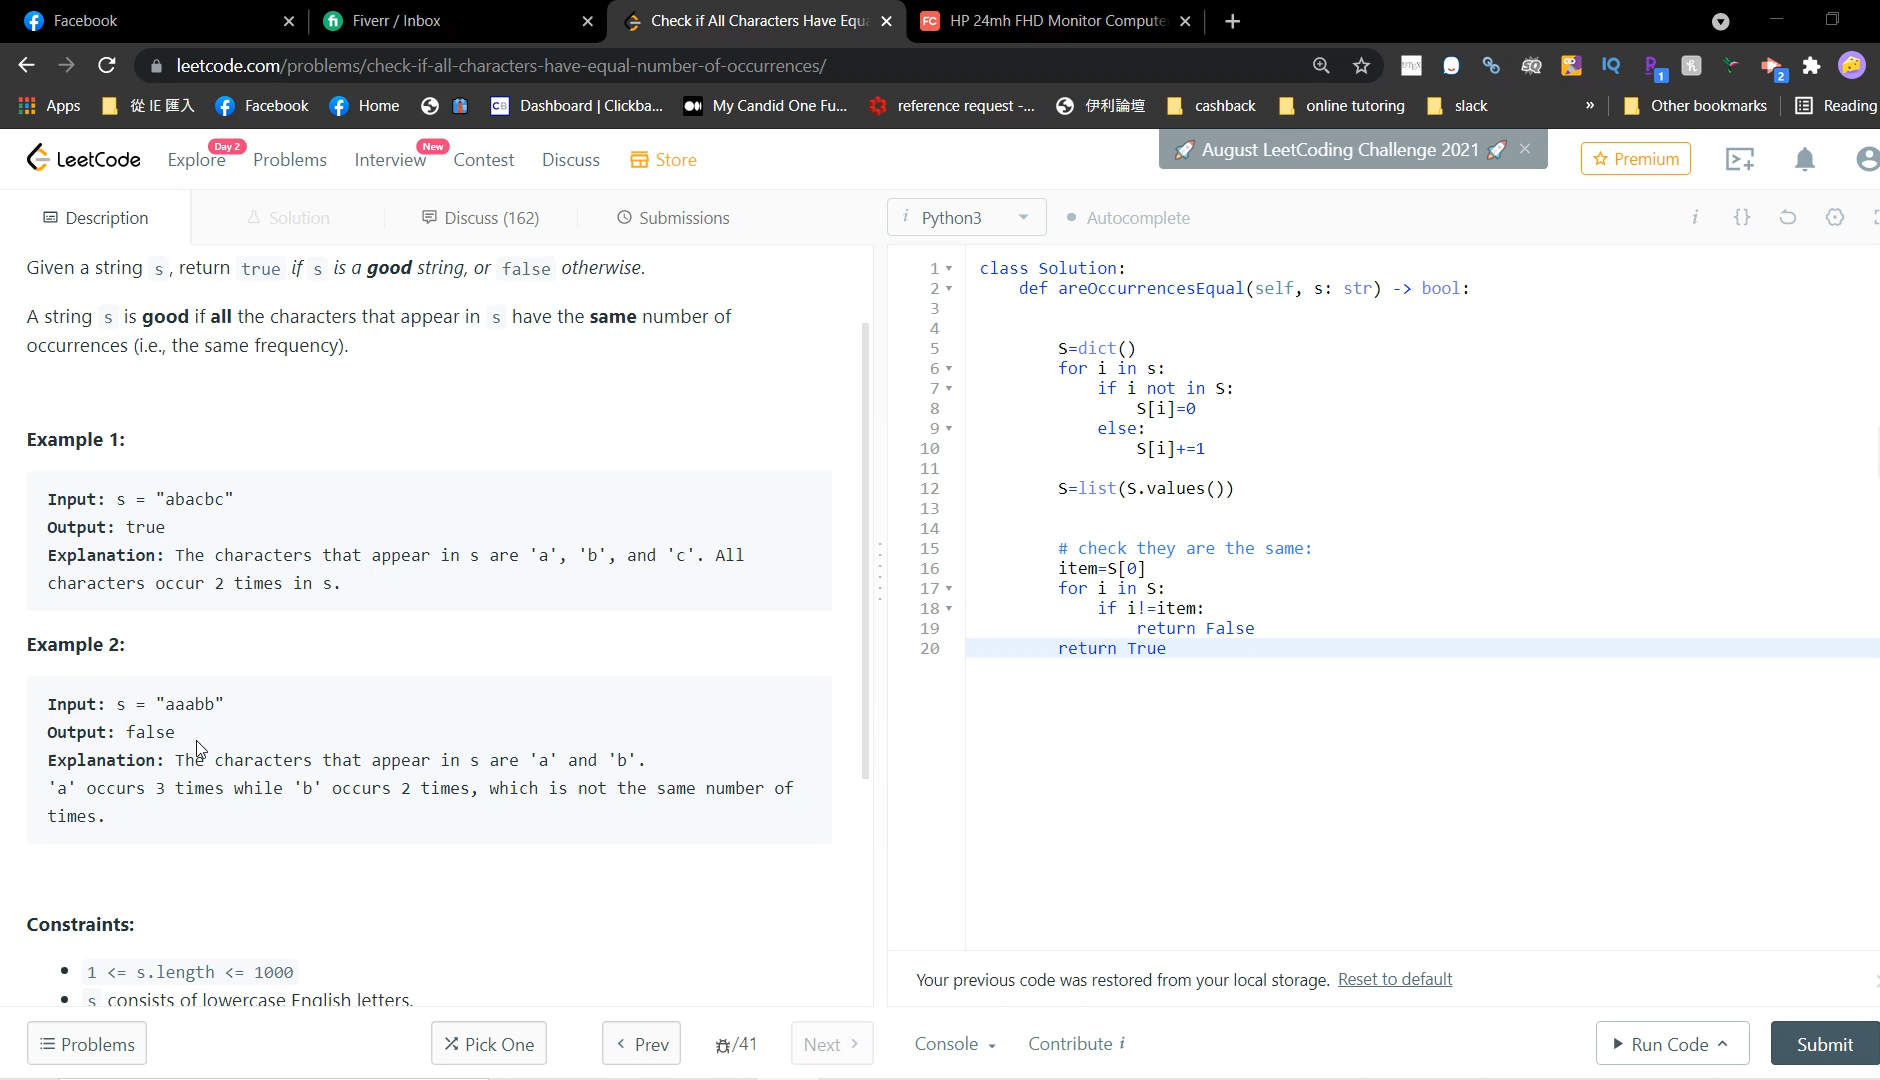 Facebook
Fiverr / Inbox
Check if All Characters Have Equa
FC HP 24mh FHD Monitor Compute
leetcode.com/problems/check-if-all-characters-have-equal-number-of-occurrences/
Apps 從 IE 匯入 Facebook Home CB Dashboard | Clickba... My Candid One Fu... reference request -... 伊利論壇 cashback online tutoring slack » Other bookmarks Reading
LeetCode Explore Day 2 Problems Interview New Contest Discuss Store
August LeetCoding Challenge 2021
Premium
Description Solution Discuss (162) Submissions
i Python3 Autocomplete i {}
Given a string s, return true if s is a good string, or false otherwise.
A string s is good if all the characters that appear in s have the same number of
occurrences (i.e., the same frequency).
Example 1:
Input: s = "abacbc"
Output: true
Explanation: The characters that appear in s are 'a', 'b', and 'c'. All
characters occur 2 times in s.
Example 2:
Input: s = "aaabb"
Output: false
Explanation: The characters that appear in s are 'a' and 'b'.
'a' occurs 3 times while 'b' occurs 2 times, which is not the same number of
times.
Constraints:
1 <= s.length <= 1000
s consists of lowercase English letters.
1 class Solution:
2 def areOccurrencesEqual(self, s: str) -> bool:
3
4
5 S=dict()
6 for i in s:
7 if i not in S:
8 S[i]=0
9 else:
10 S[i]+=1
11
12 S=list(S.values())
13
14
15 # check they are the same:
16 item=S[0]
17 for i in S:
18 if i!=item:
19 return False
20 return True
Your previous code was restored from your local storage. Reset to default
Problems Pick One Prev /41 Next Console Contribute i Run Code Submit